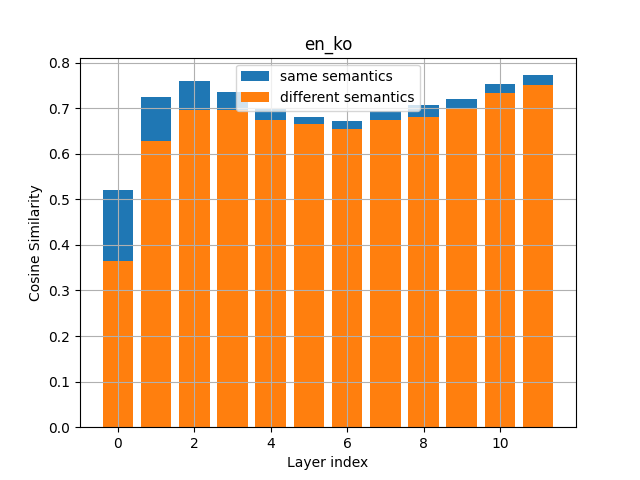 en_ko
same semantics
different semantics
Cosine Similarity
0.8
0.7
0.6
0.5
0.4
0.3
0.2
0.1
0.0
0 2 4 6 8 10
Layer index